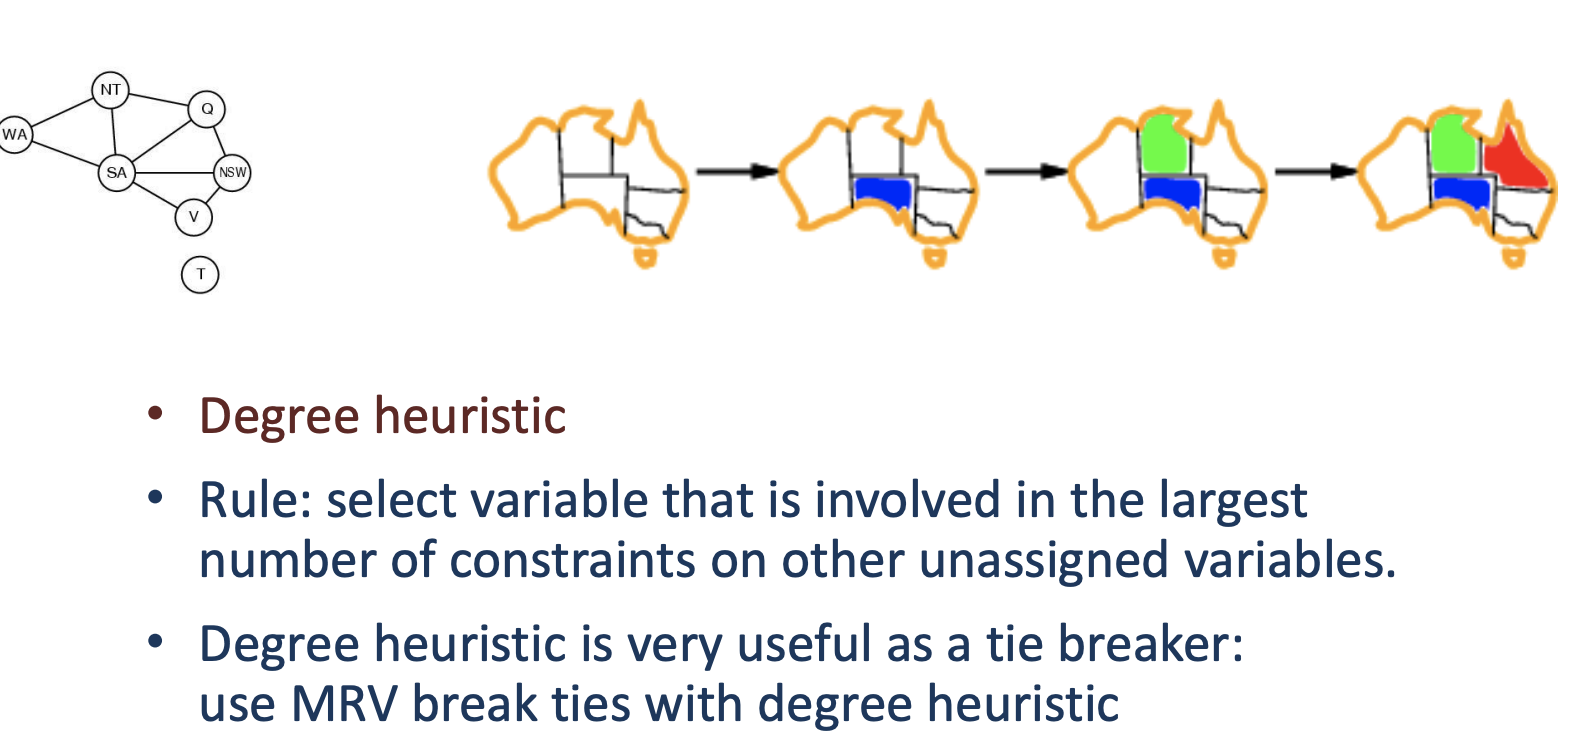 NT
Q
WA
SA
NSW
V
T
• Degree heuristic
• Rule: select variable that is involved in the largest
number of constraints on other unassigned variables.
• Degree heuristic is very useful as a tie breaker:
use MRV break ties with degree heuristic